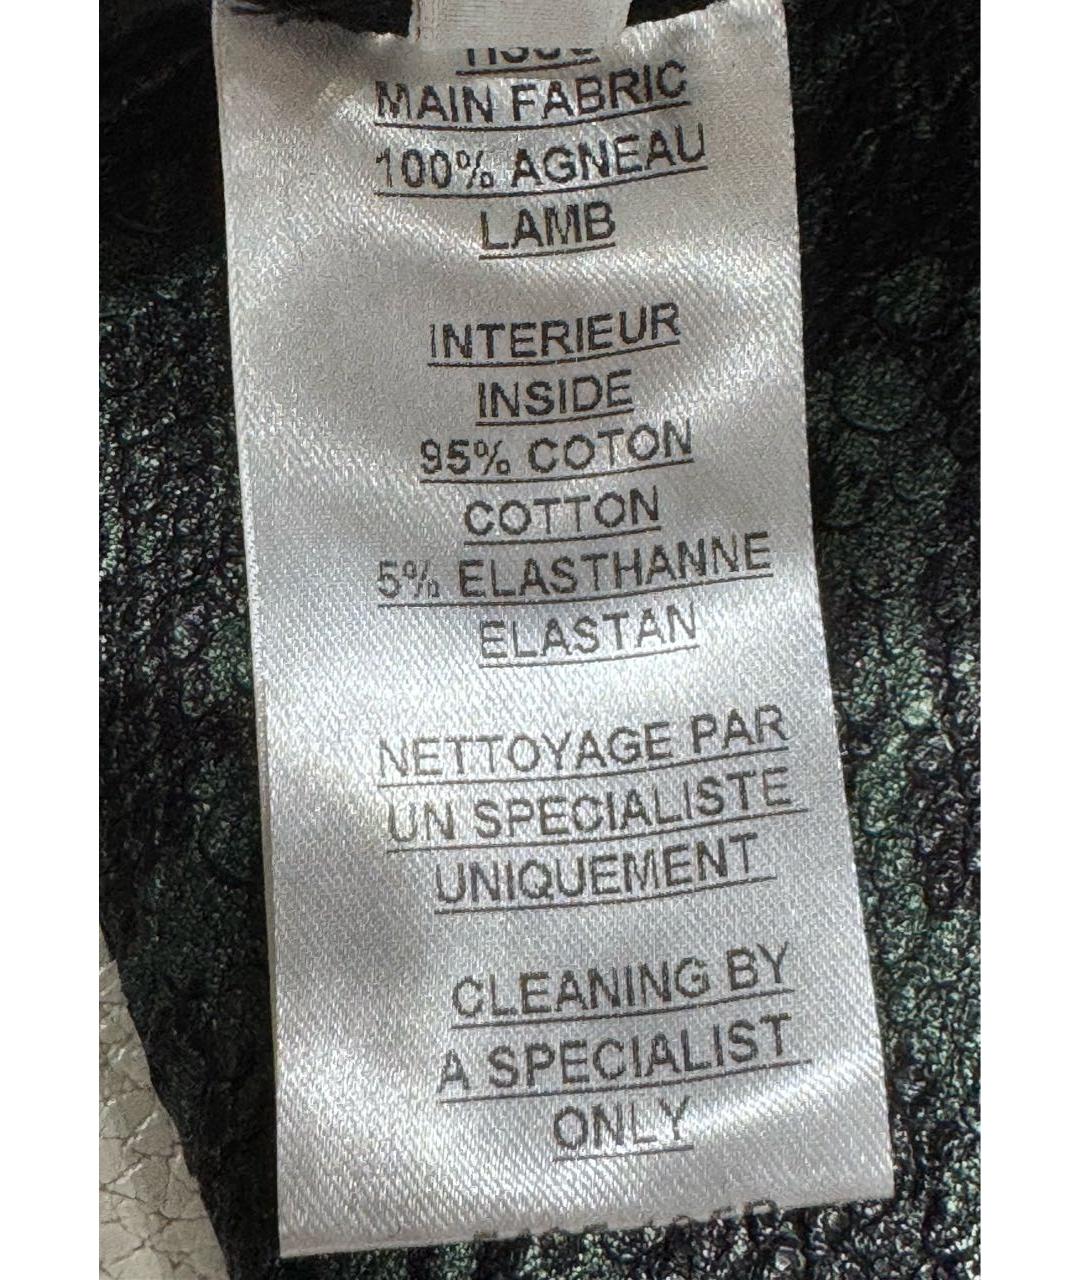 MAIN FABRIC
100% AGNEAU
LAMB
INTERIEUR
INSIDE
95% COTON
COTTON
5% ELASTHANNE
ELASTAN
NETTOYAGE PAR
UN SPECIALISTE
UNIQUEMENT
CLEANING BY
A SPECIALIST
ONLY